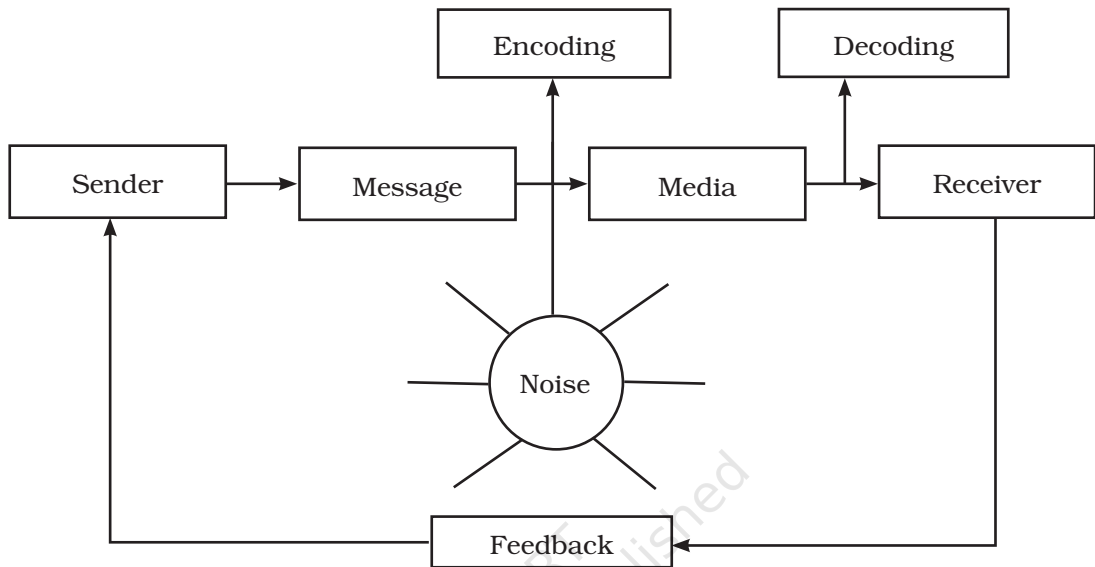 Encoding
Decoding
Sender
Message
Media
Receiver
Noise
Feedback